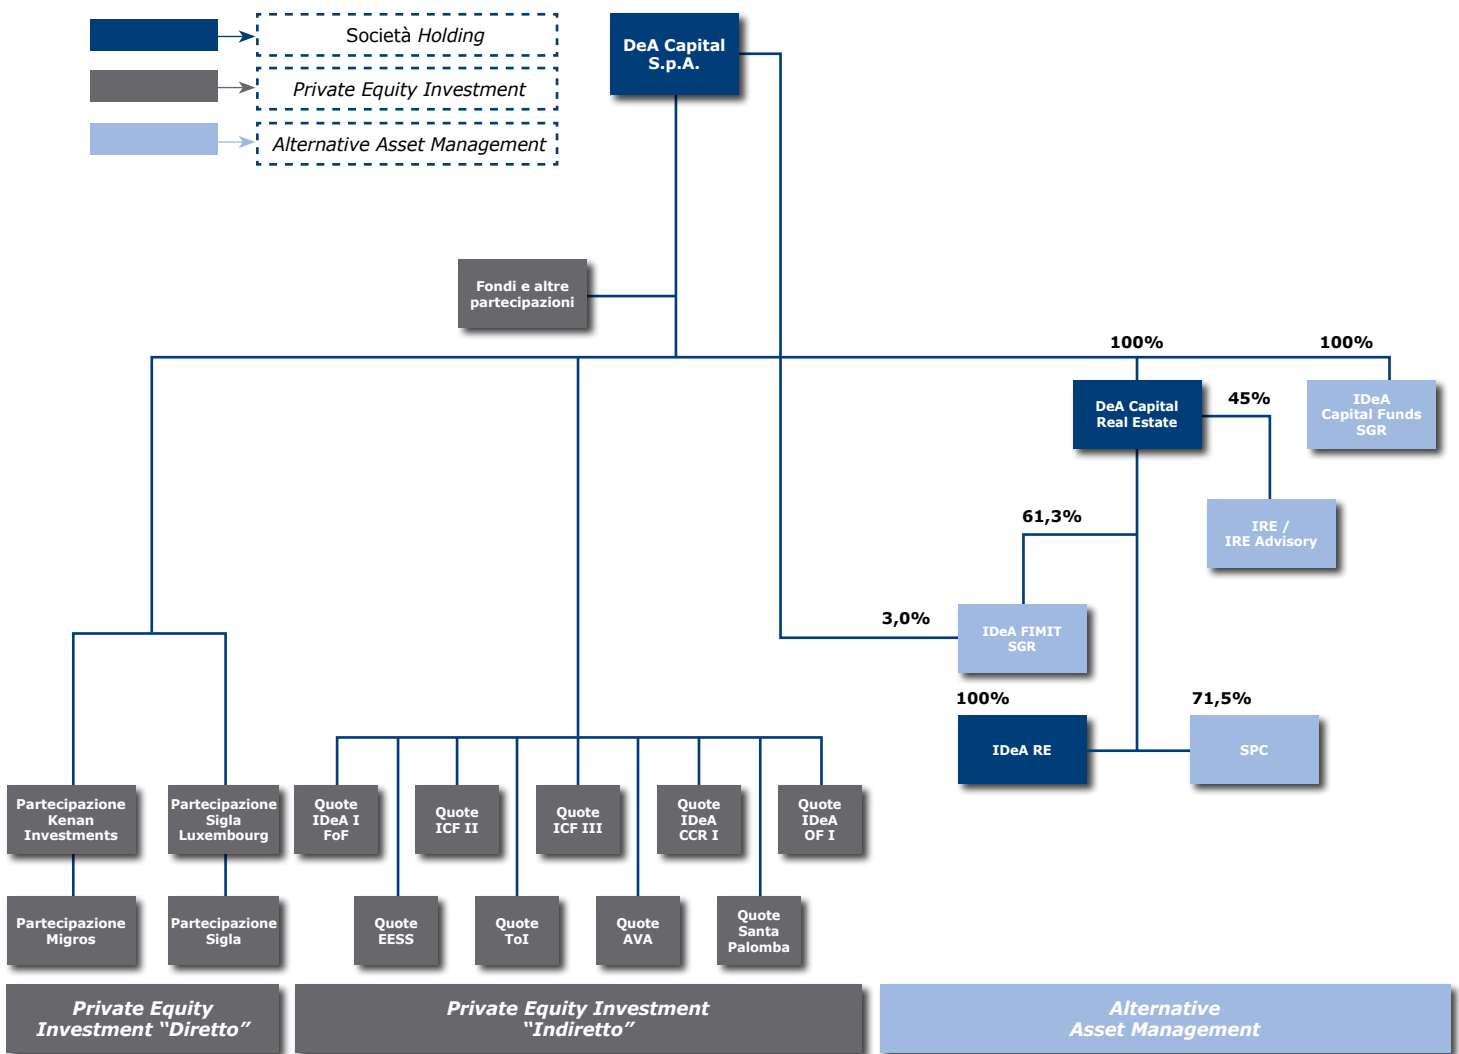 Società Holding
Private Equity Investment
Alternative Asset Management
DeA Capital
S.p.A.
Fondi e altre
partecipazioni
100%
100%
DeA Capital
Real Estate
45%
IDeA
Capital Funds
SGR
IRE /
IRE Advisory
61,3%
3,0%
IDeA FIMIT
SGR
100%
71,5%
IDeA RE
SPC
Partecipazione
Kenan
Investments
Partecipazione
Sigla
Luxembourg
Quote
IDeA I
FoF
Quote
ICF II
Quote
ICF III
Quote
IDeA
CCR I
Quote
IDeA
OF I
Partecipazione
Migros
Partecipazione
Sigla
Quote
EESS
Quote
ToI
Quote
AVA
Quote
Santa
Palomba
Private Equity
Investment “Diretto”
Private Equity Investment
“Indiretto”
Alternative
Asset Management